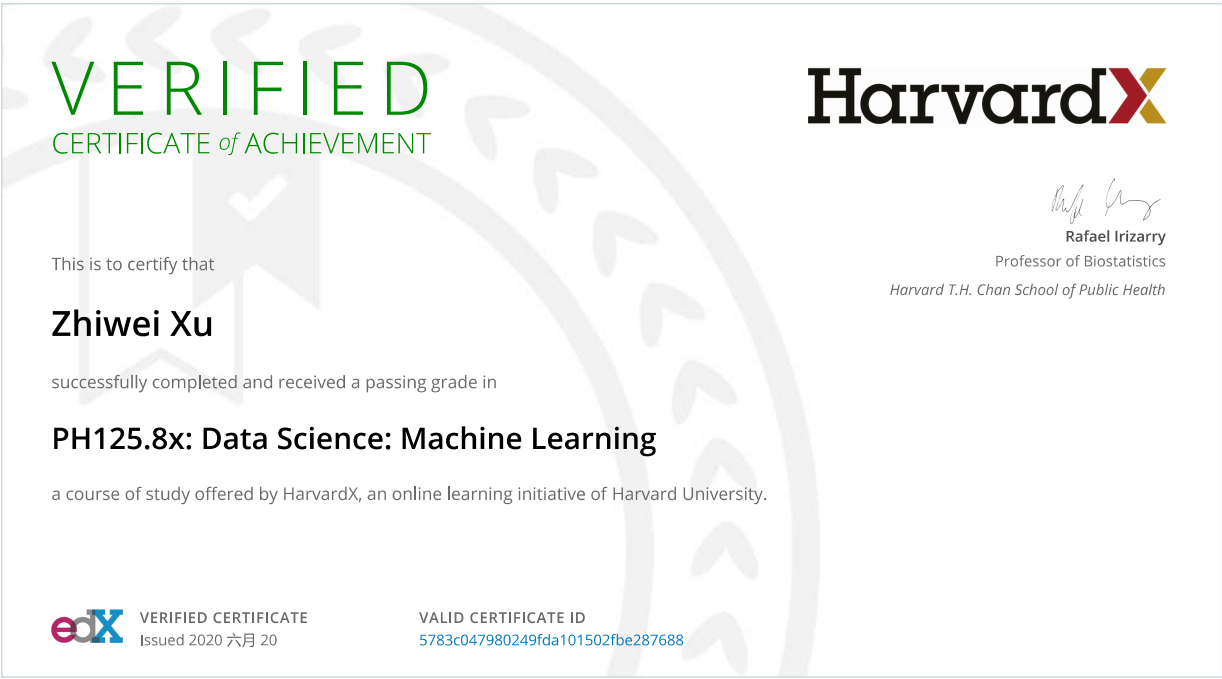 VERIFIED
CERTIFICATE of ACHIEVEMENT
HarvardX
Rafael Irizarry
Professor of Biostatistics
Harvard T.H. Chan School of Public Health
This is to certify that
Zhiwei Xu
successfully completed and received a passing grade in
PH125.8x: Data Science: Machine Learning
a course of study offered by HarvardX, an online learning initiative of Harvard University.
edX
VERIFIED CERTIFICATE
Issued 2020 六月 20
VALID CERTIFICATE ID
5783c047980249fda101502fbe287688